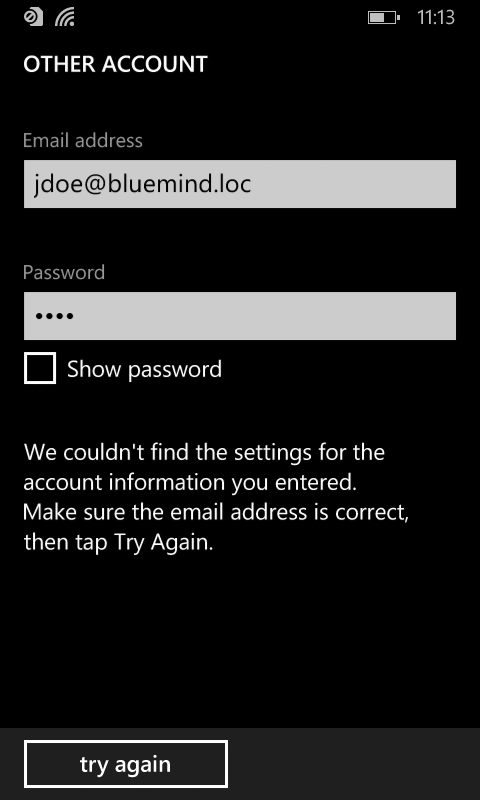 11:13
OTHER ACCOUNT
Email address
jdoe@bluemind.loc
Password
••••
Show password
We couldn't find the settings for the
account information you entered.
Make sure the email address is correct,
then tap Try Again.
try again